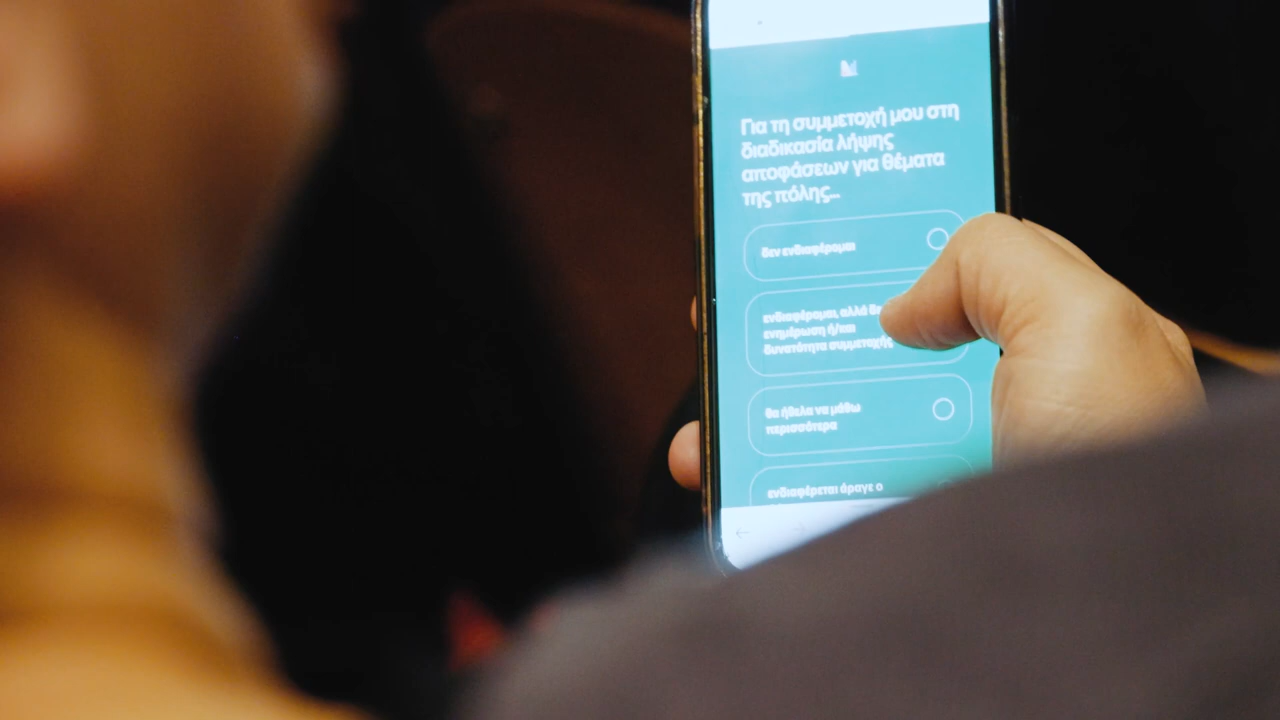 Για τη συμμετοχή μου στη
διαδικασία λήψης
αποφάσεων για θέματα
της πόλης...
δεν ενδιαφέρομαι
ενδιαφέρομαι, αλλά
ενημέρωση ή/και
δυνατότητα συμμετοχής
θα ήθελα να μάθω
περισσότερα
ενδιαφέρεται άραγε ο